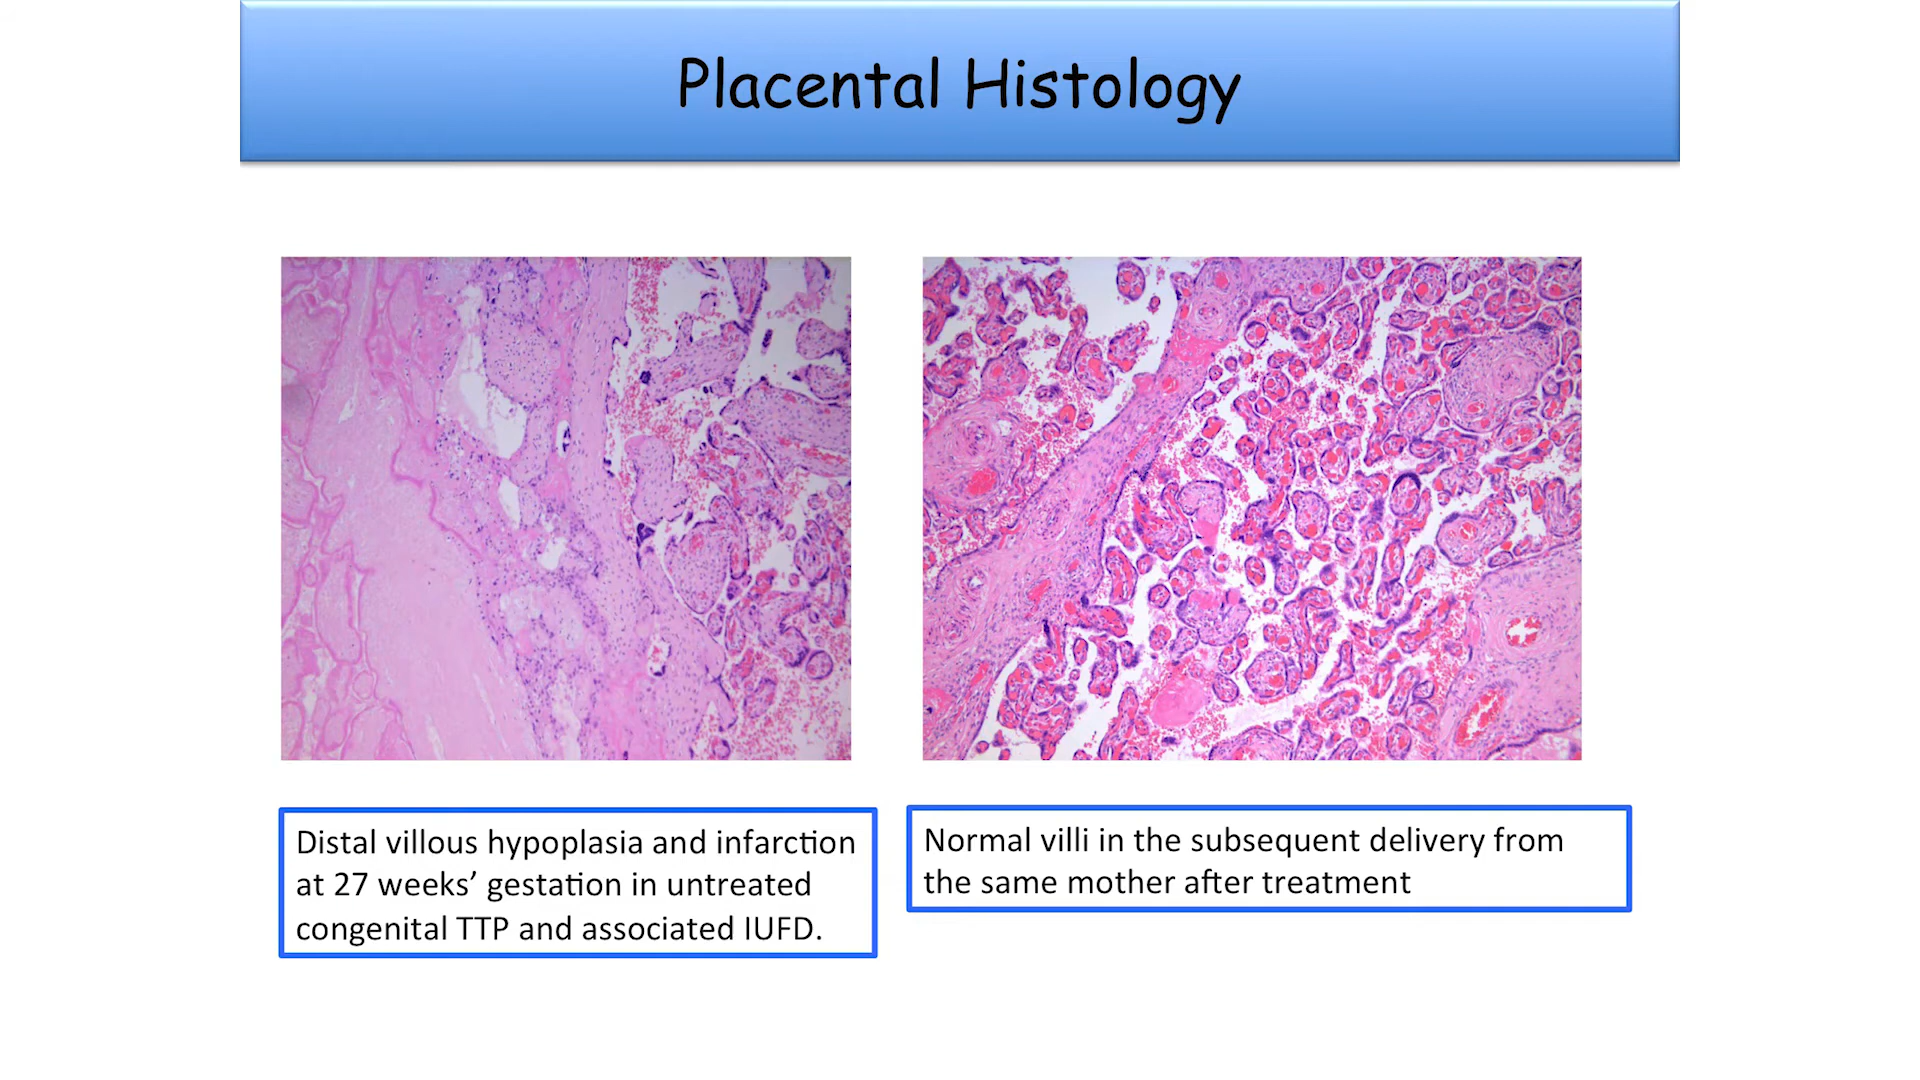 Placental Histology
Distal villous hypoplasia and infarction
at 27 weeks’ gestation in untreated
congenital TTP and associated IUFD.
Normal villi in the subsequent delivery from
the same mother after treatment